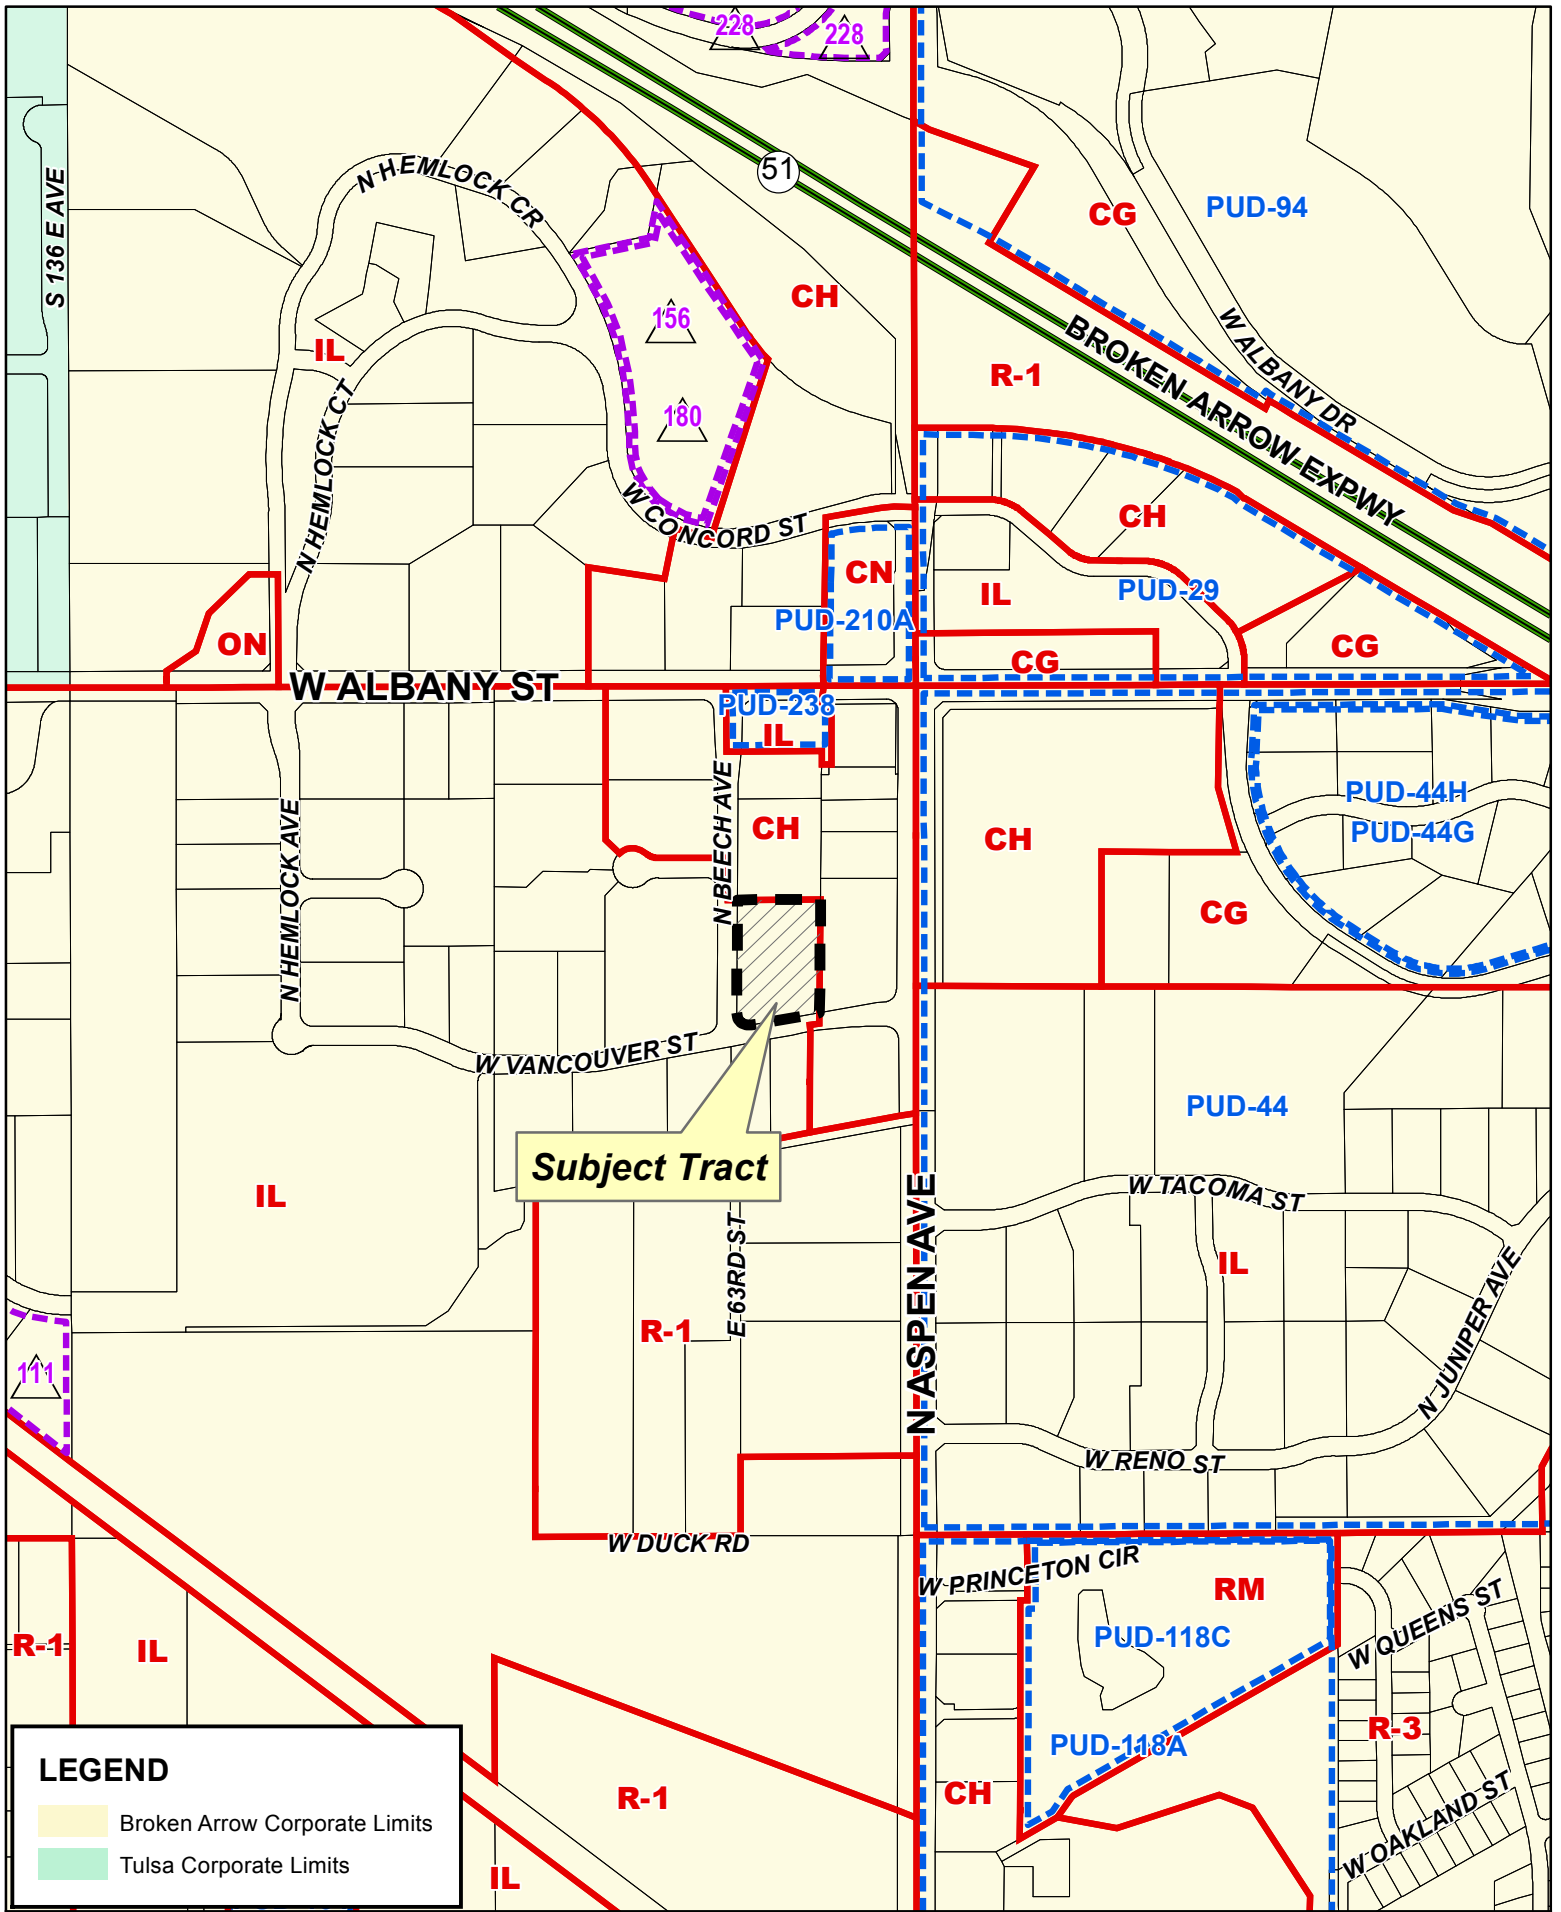 228
228
51
S 136 E AVE
N HEMLOCK CR
CG
PUD-94
CH
156
W ALBANY DR
IL
BROKEN ARROW EXPWY
R-1
180
N HEMLOCK CT
W CONCORD ST
CH
CN
PUD-29
IL
PUD-210A
ON
CG
CG
W ALBANY ST
PUD-238
IL
N BEECH AVE
PUD-44H
CH
CH
PUD-44G
N HEMLOCK AVE
CG
W VANCOUVER ST
PUD-44
Subject Tract
IL
W TACOMA ST
N ASPEN AVE
E 63RD ST
IL
R-1
N JUNIPER AVE
111
W RENO ST
W DUCK RD
W PRINCETON CIR
RM
W QUEENS ST
PUD-118C
R-1
IL
R-3
PUD-118A
R-1
CH
W OAKLAND ST
IL
LEGEND
Broken Arrow Corporate Limits
Tulsa Corporate Limits